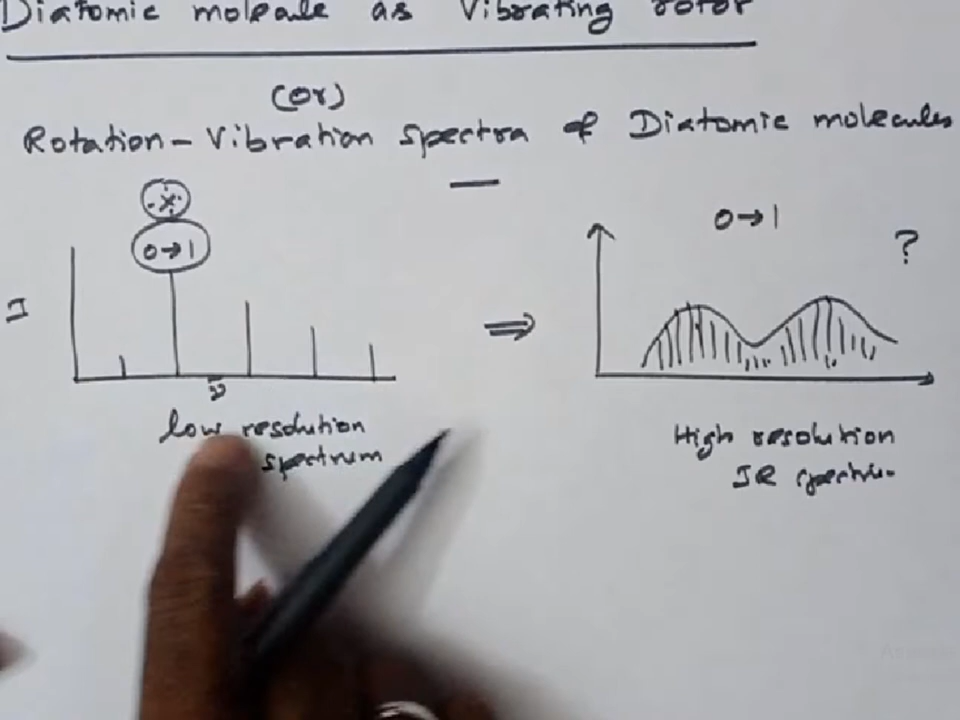 Diatomic molecule as Vibrating rotor
(or)
Rotation - Vibration spectra of Diatomic molecules
x
0→1
I
ν̄
low resolution
spectrum
⇒
0→1
?
High resolution
IR